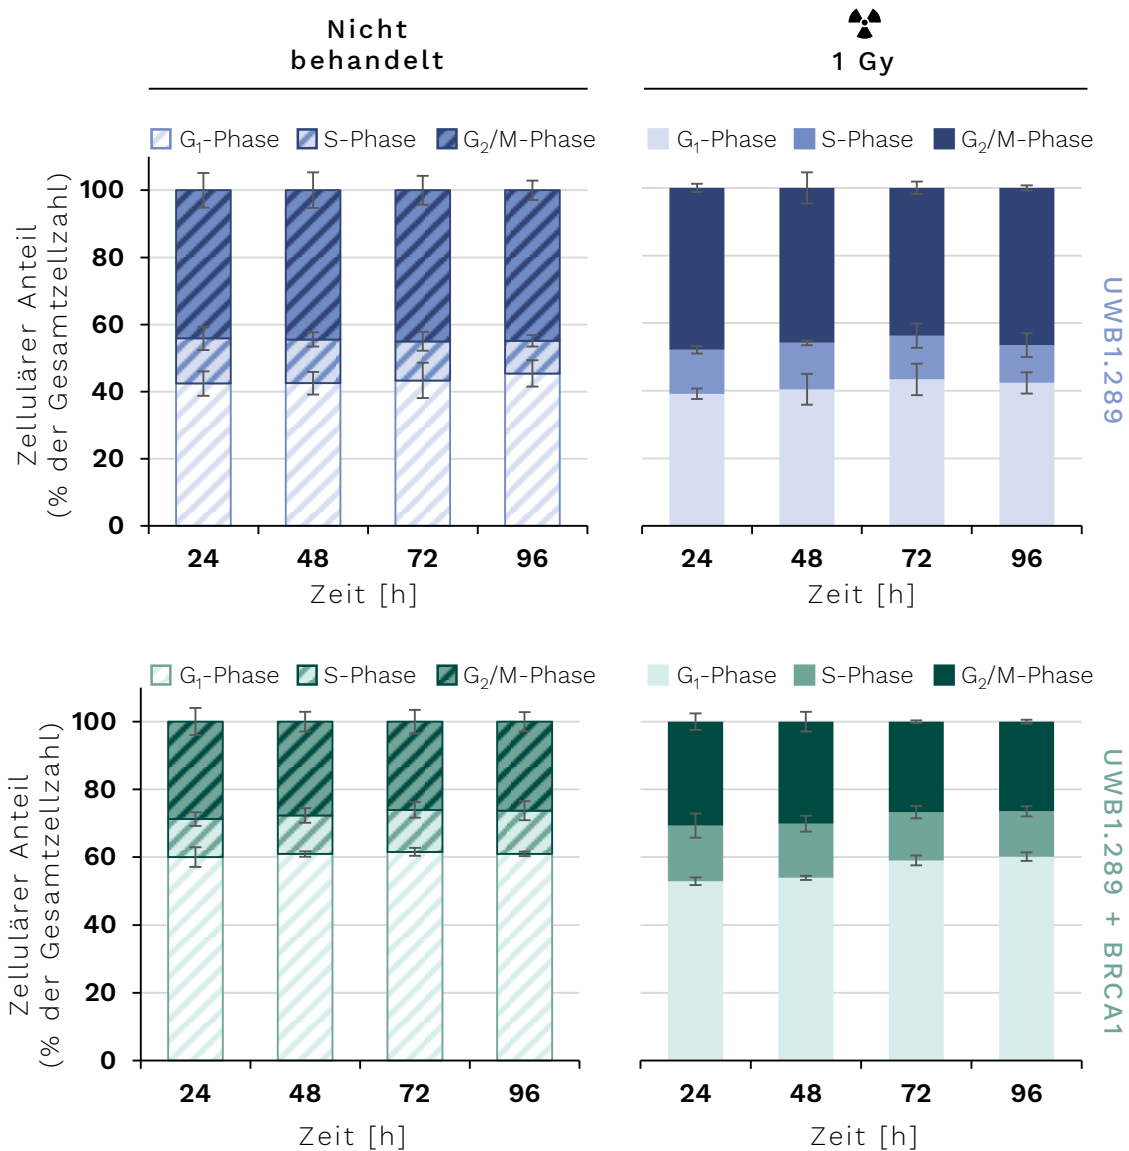 Nicht
behandelt
1 Gy
G₁-Phase S-Phase G₂/M-Phase
G₁-Phase S-Phase G₂/M-Phase
Zellulärer Anteil
(% der Gesamtzellzahl)
100
80
60
40
20
0
24 48 72 96
Zeit [h]
24 48 72 96
Zeit [h]
UWB1.289
G₁-Phase S-Phase G₂/M-Phase
G₁-Phase S-Phase G₂/M-Phase
Zellulärer Anteil
(% der Gesamtzellzahl)
100
80
60
40
20
0
24 48 72 96
Zeit [h]
24 48 72 96
Zeit [h]
UWB1.289 + BRCA1